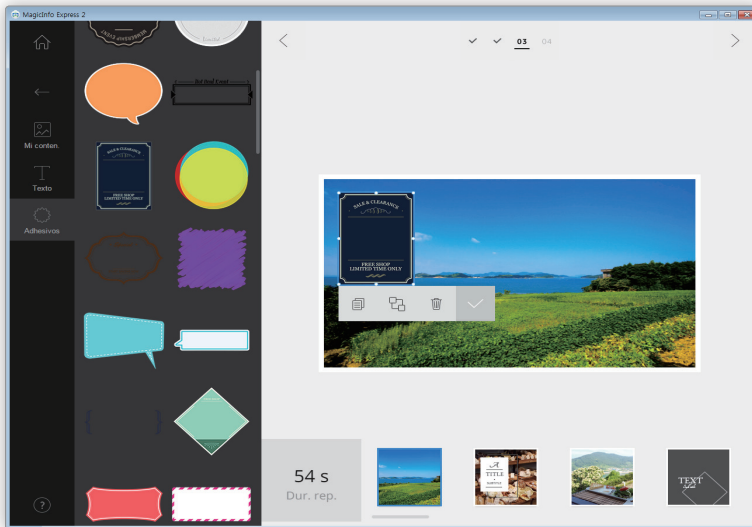 MagicInfo Express 2
Mi conten.
Texto
Adhesivos
SALE & CLEARANCE
FREE SHOP
LIMITED TIME ONLY
03 04
SALE & CLEARANCE
FREE SHOP
LIMITED TIME ONLY
54 s
Dur. rep.
TITLE
TEXT
?